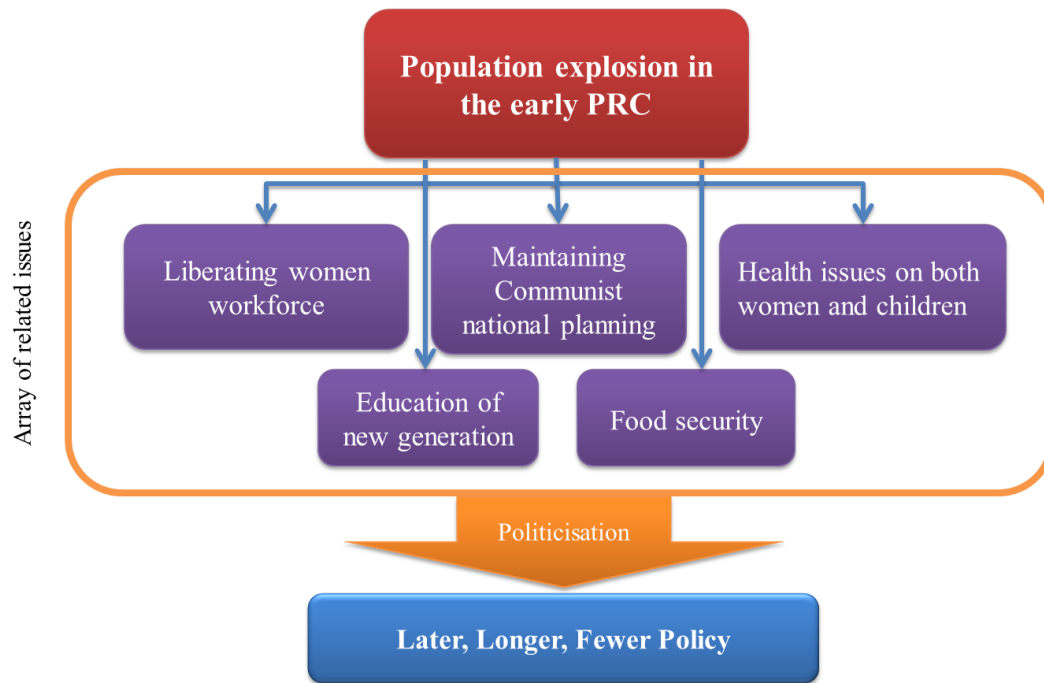 Population explosion in
the early PRC
Array of related issues
Liberating women
workforce
Maintaining
Communist
national planning
Health issues on both
women and children
Education of
new generation
Food security
Politicisation
Later, Longer, Fewer Policy